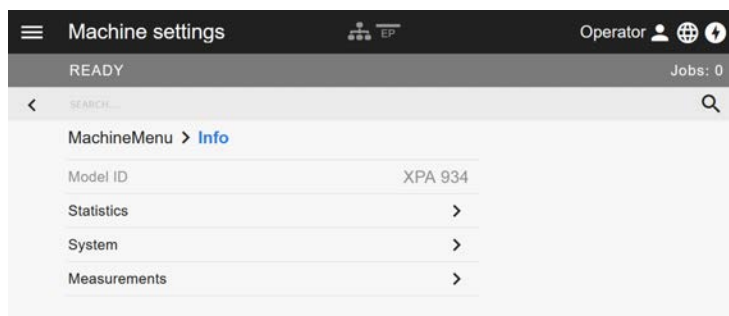 Machine settings EP Operator
READY Jobs: 0
SEARCH...
MachineMenu > Info
Model ID XPA 934
Statistics
System
Measurements